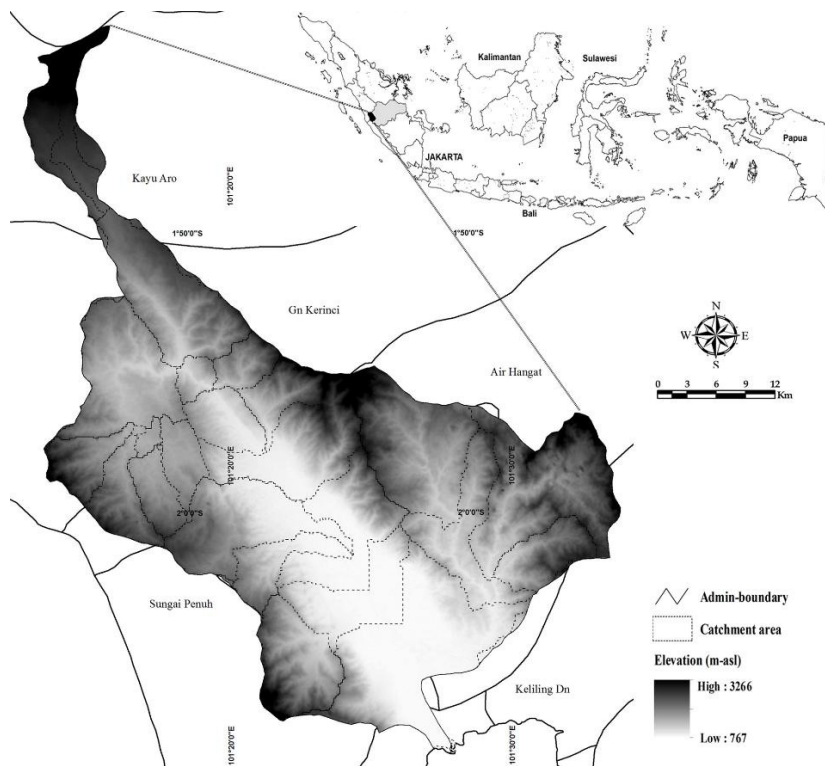 Kalimantan
Sulawesi
Papua
JAKARTA
Bali
Kayu Aro
101°20'0"E
1°50'0"S
1°50'0"S
Gn Kerinci
N
W E
S
Air Hangat
0 3 6 9 12
Km
101°20'0"E
101°30'0"E
2°0'0"S
2°0'0"S
Sungai Penuh
Admin-boundary
Catchment area
Elevation (m-asl)
High : 3266
Low : 767
Keliling Dn
101°20'0"E
101°30'0"E